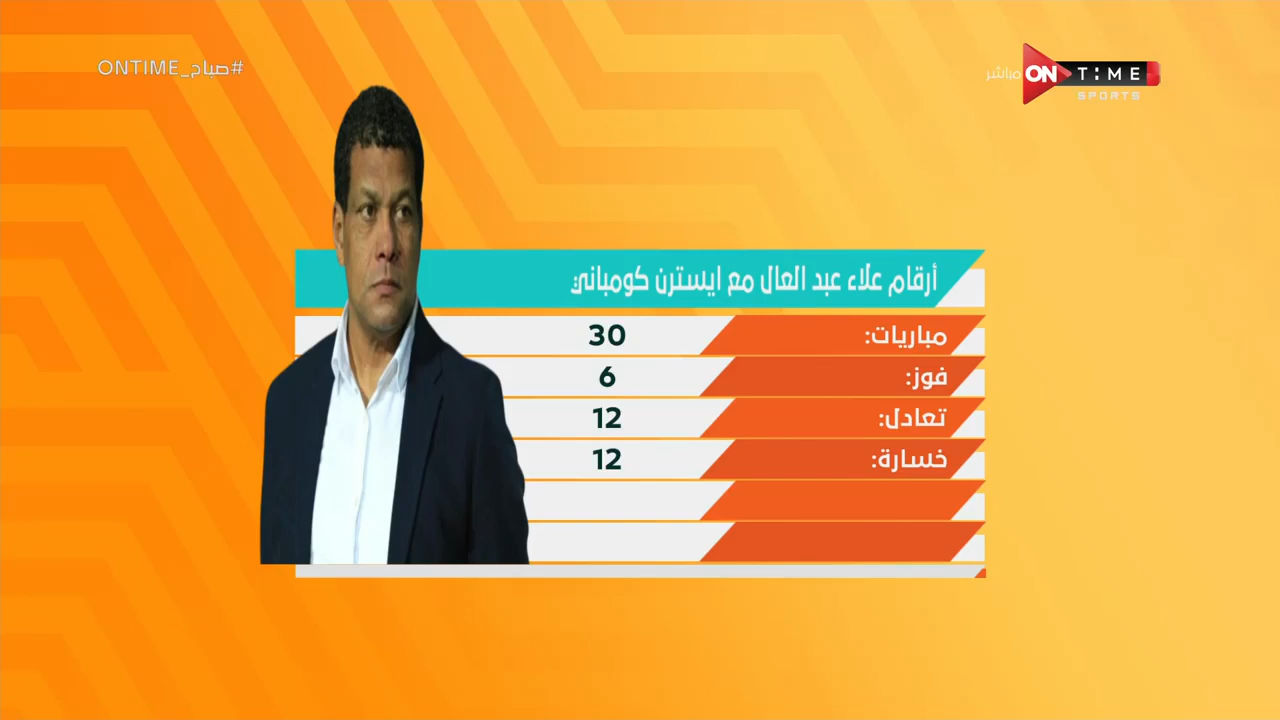 #صباح_ONTIME
مباشر ON TIME
SPORTS
أرقام علاء عبد العال مع ايسترن كومباني
مباريات: 30
فوز: 6
تعادل: 12
خسارة: 12